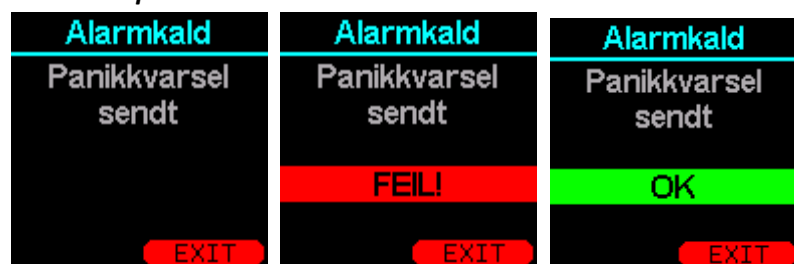 Alarmkald
Panikkvarsel
sendt
EXIT
Alarmkald
Panikkvarsel
sendt
FEIL!
EXIT
Alarmkald
Panikkvarsel
sendt
OK
EXIT